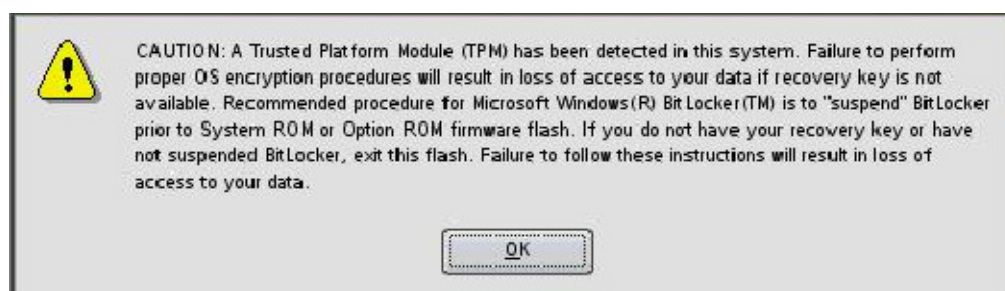 CAUTION: A Trusted Platform Module (TPM) has been detected in this system. Failure to perform
proper OS encryption procedures will result in loss of access to your data if recovery key is not
available. Recommended procedure for Microsoft Windows(R) BitLocker(TM) is to "suspend" BitLocker
prior to System ROM or Option ROM firmware flash. If you do not have your recovery key or have
not suspended BitLocker, exit this flash. Failure to follow these instructions will result in loss of
access to your data.
OK